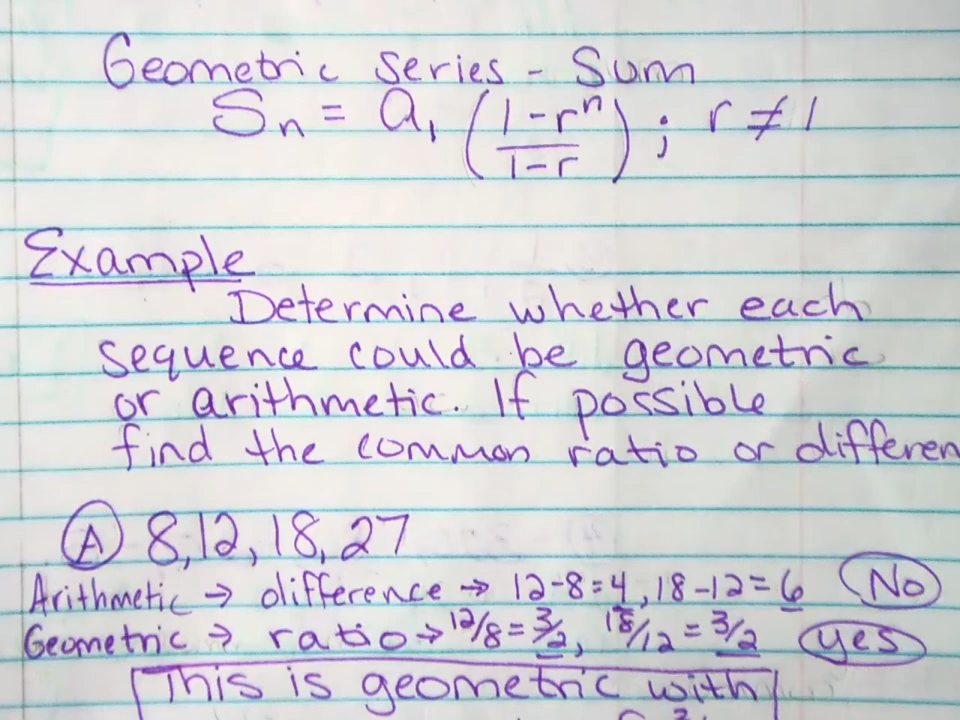 Geometric Series - Sum
Sₙ = a₁ (1-rⁿ / 1-r) ; r ≠ 1
Example
Determine whether each
sequence could be geometric
or arithmetic. If possible
find the common ratio or differen
(A) 8, 12, 18, 27
Arithmetic → difference → 12-8=4, 18-12=6 No
Geometric → ratio → 12/8 = 3/2, 18/12 = 3/2 yes
This is geometric with